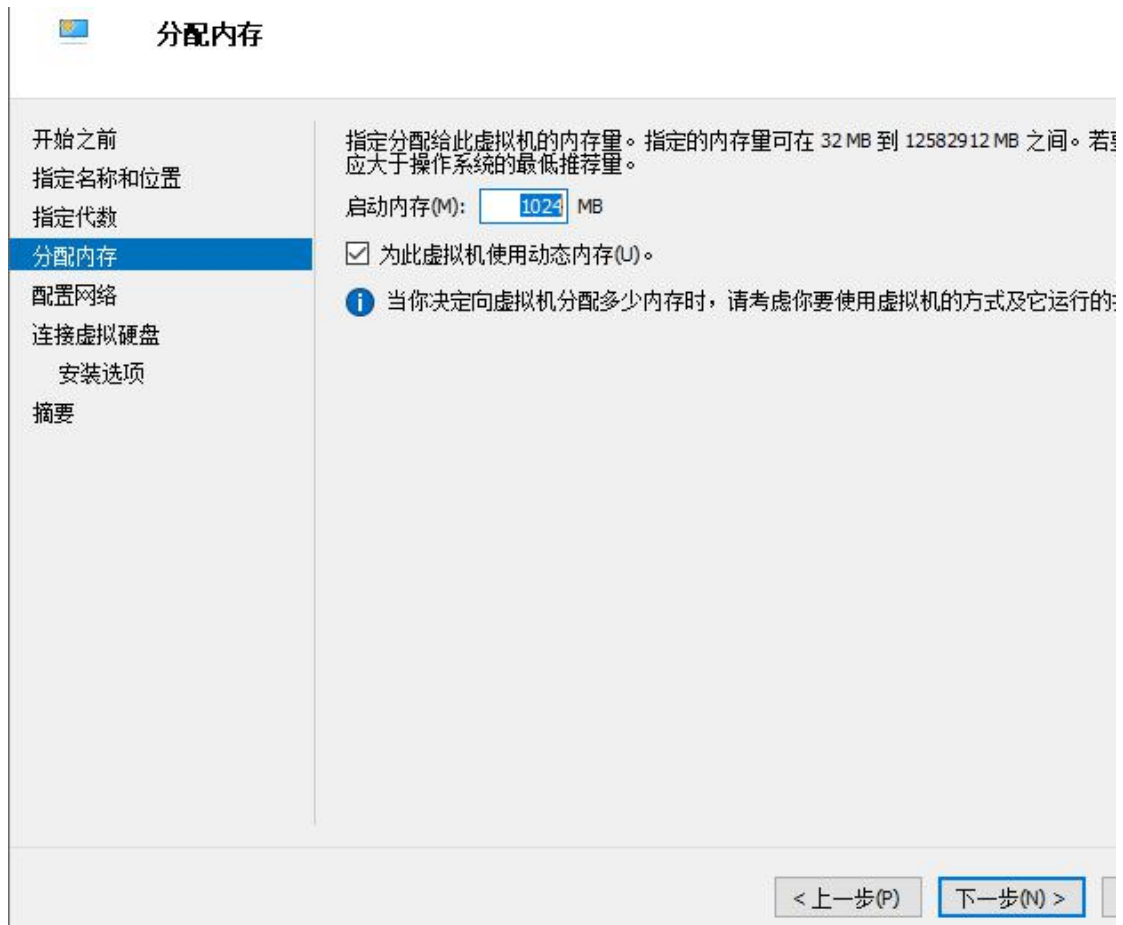 分配内存
开始之前
指定名称和位置
指定代数
分配内存
配置网络
连接虚拟硬盘
安装选项
摘要
指定分配给此虚拟机的内存量。指定的内存量可在 32 MB 到 12582912 MB 之间。若
应大于操作系统的最低推荐量。
启动内存(M): 1024 MB
为此虚拟机使用动态内存(U)。
当你决定向虚拟机分配多少内存时,请考虑你要使用虚拟机的方式及它运行的
<上一步(P)
下一步(N) >